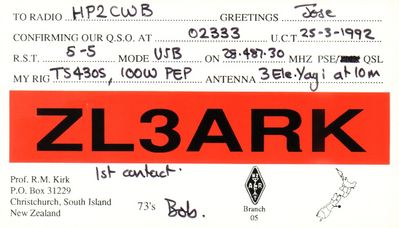 TO RADIO HP2CWB GREETINGS Jose
CONFIRMING OUR Q.S.O. AT 02333 U.C.T 25-3-1992
R.S.T. 5-5 MODE USB ON 28.487.30 MHZ PSE/ QSL
MY RIG TS430S, 100W PEP ANTENNA 3 Ele. Yagi at 10m
ZL3ARK
1st contact.
Prof. R.M. Kirk
P.O. Box 31229
Christchurch, South Island
New Zealand
73's Bob.
Branch
05